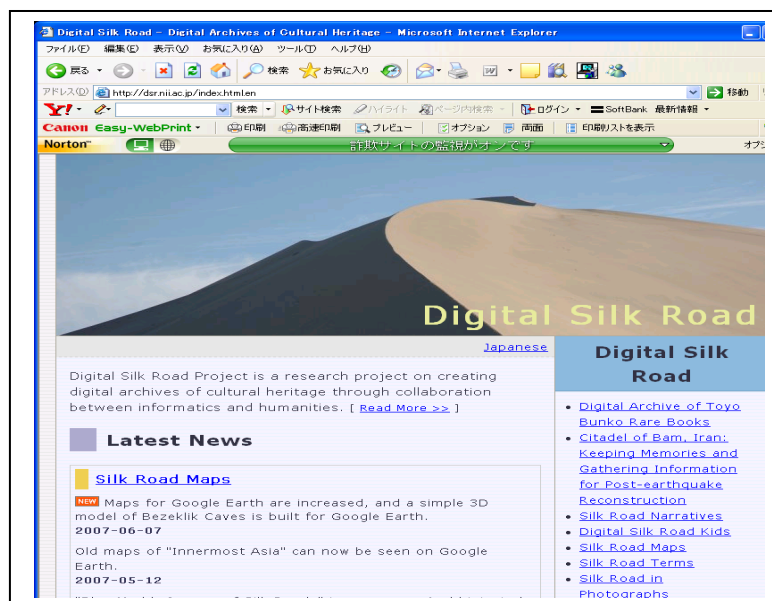 Digital Silk Road - Digital Archives of Cultural Heritage - Microsoft Internet Explorer
ファイル(F) 編集(E) 表示(V) お気に入り(A) ツール(T) ヘルプ(H)
戻る 検索 お気に入り
アドレス(D) http://dsr.nii.ac.jp/index.html.en 移動
Y! 検索 サイト検索 ハイライト ページ内検索 ログイン SoftBank 最新情報
Canon Easy-WebPrint 印刷 高速印刷 プレビュー オプション 両面 印刷リストを表示
Norton 詐欺サイトの監視がオンです
Digital Silk Road
Japanese
Digital Silk Road Project is a research project on creating
digital archives of cultural heritage through collaboration
between informatics and humanities. [ Read More >> ]
Latest News
Silk Road Maps
NEW Maps for Google Earth are increased, and a simple 3D
model of Bezeklik Caves is built for Google Earth.
2007-06-07
Old maps of "Innermost Asia" can now be seen on Google
Earth.
2007-05-12
Digital Silk
Road
• Digital Archive of Toyo
Bunko Rare Books
• Citadel of Bam, Iran:
Keeping Memories and
Gathering Information
for Post-earthquake
Reconstruction
• Silk Road Narratives
• Digital Silk Road Kids
• Silk Road Maps
• Silk Road Terms
• Silk Road in
Photographs